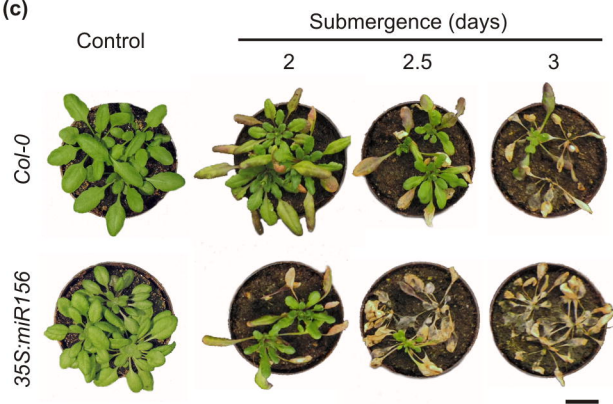 (c)
Submergence (days)
Control
2 2.5 3
Col-0
35S:miR156